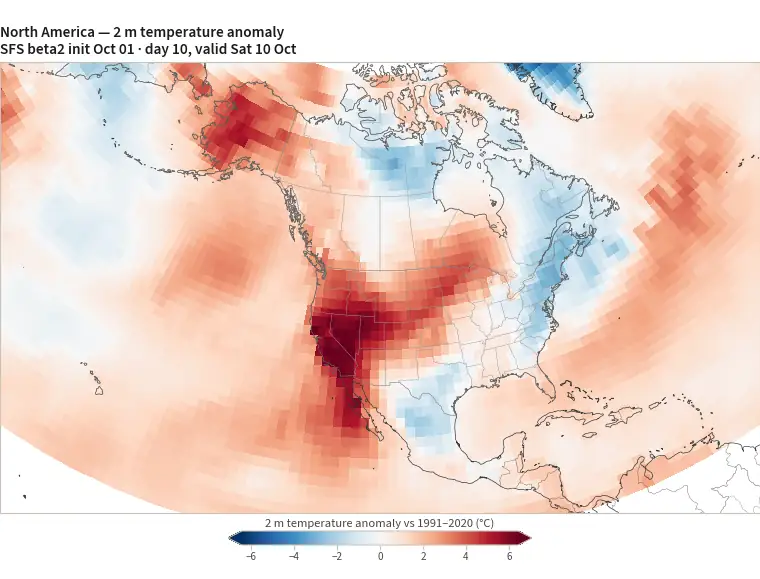 North America — 2 m temperature anomaly
SFS beta2 init Oct 01 · day 10, valid Sat 10 Oct
2 m temperature anomaly vs 1991–2020 (°C)
−6 −4 −2 0 2 4 6